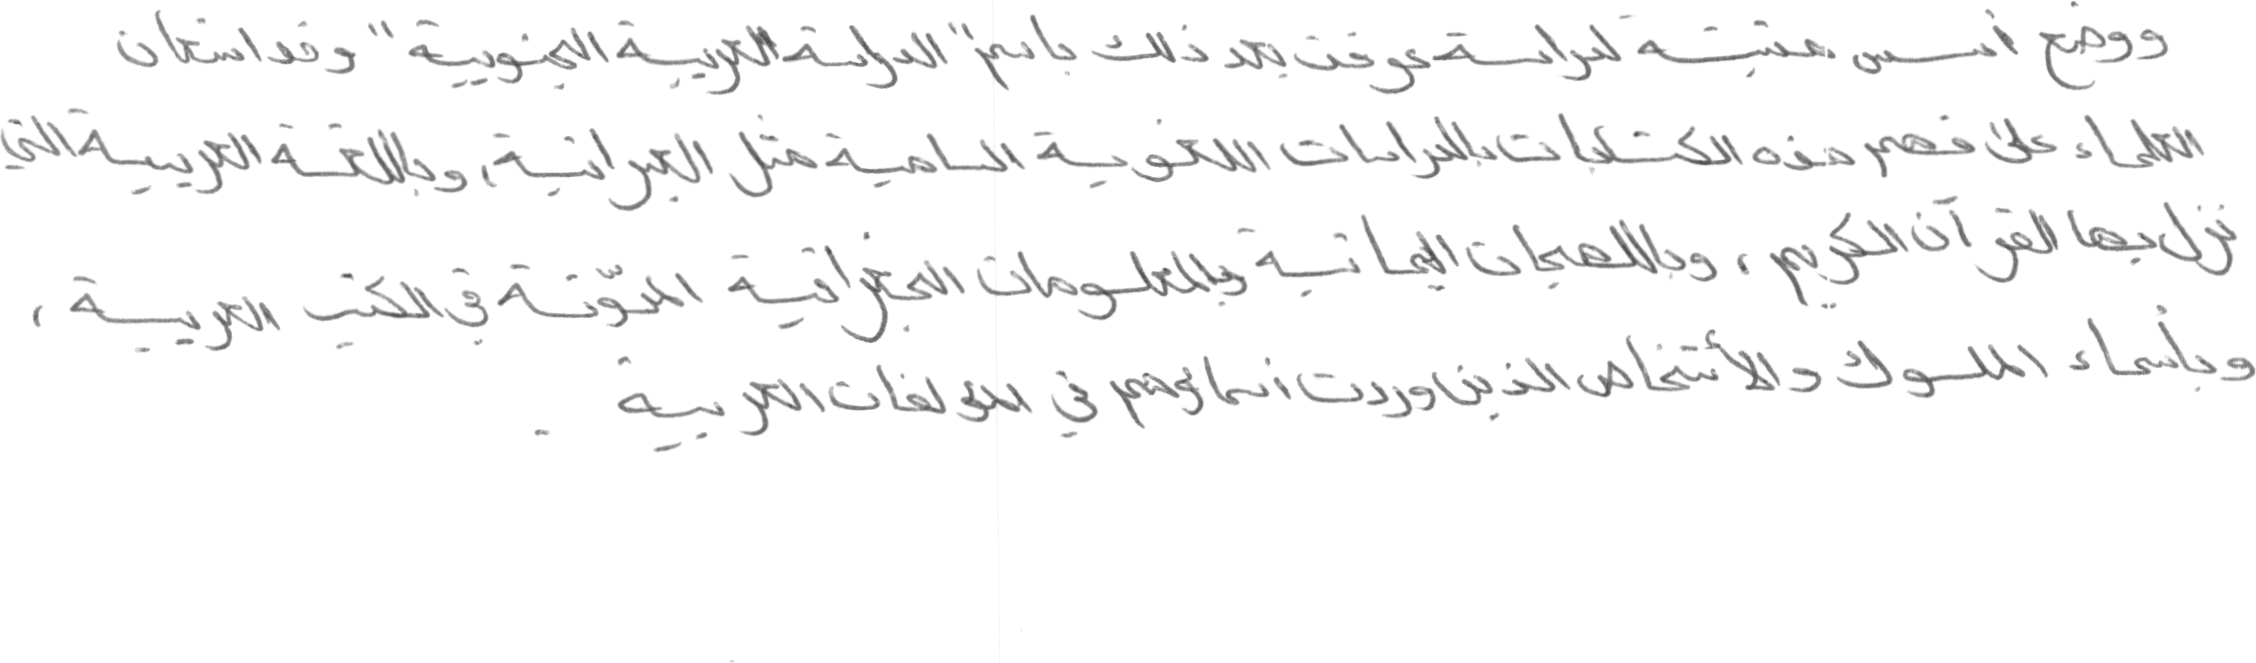 ووضع أسس متينة لدراسة عرفت بعد ذلك باسم "الدراسة العربية الجنوبية" وقد استعان
العلماء على فهم هذه الكتابات بالدراسات اللغوية السامية مثل العبرانية، وباللغة العربية التي
نزل بها القرآن الكريم، وباللهجات اليمانية وبالمعلومات الجغرافية المدوّنة في الكتب العربية،
وبأسماء الملوك والأشخاص الذين وردت أسماؤهم في المؤلفات العربية.